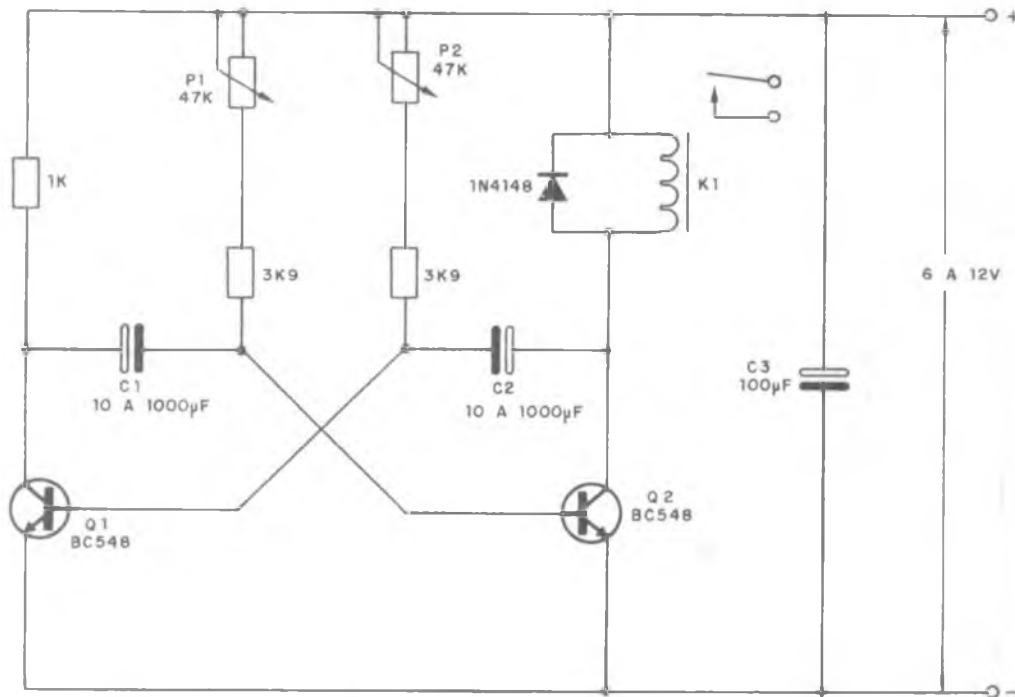 +
P1
47K
P2
47K
1K
1N4148
K1
3K9
3K9
6 A 12V
C1
10 A 1000µF
C2
10 A 1000µF
C3
100µF
Q1
BC548
Q2
BC548
-